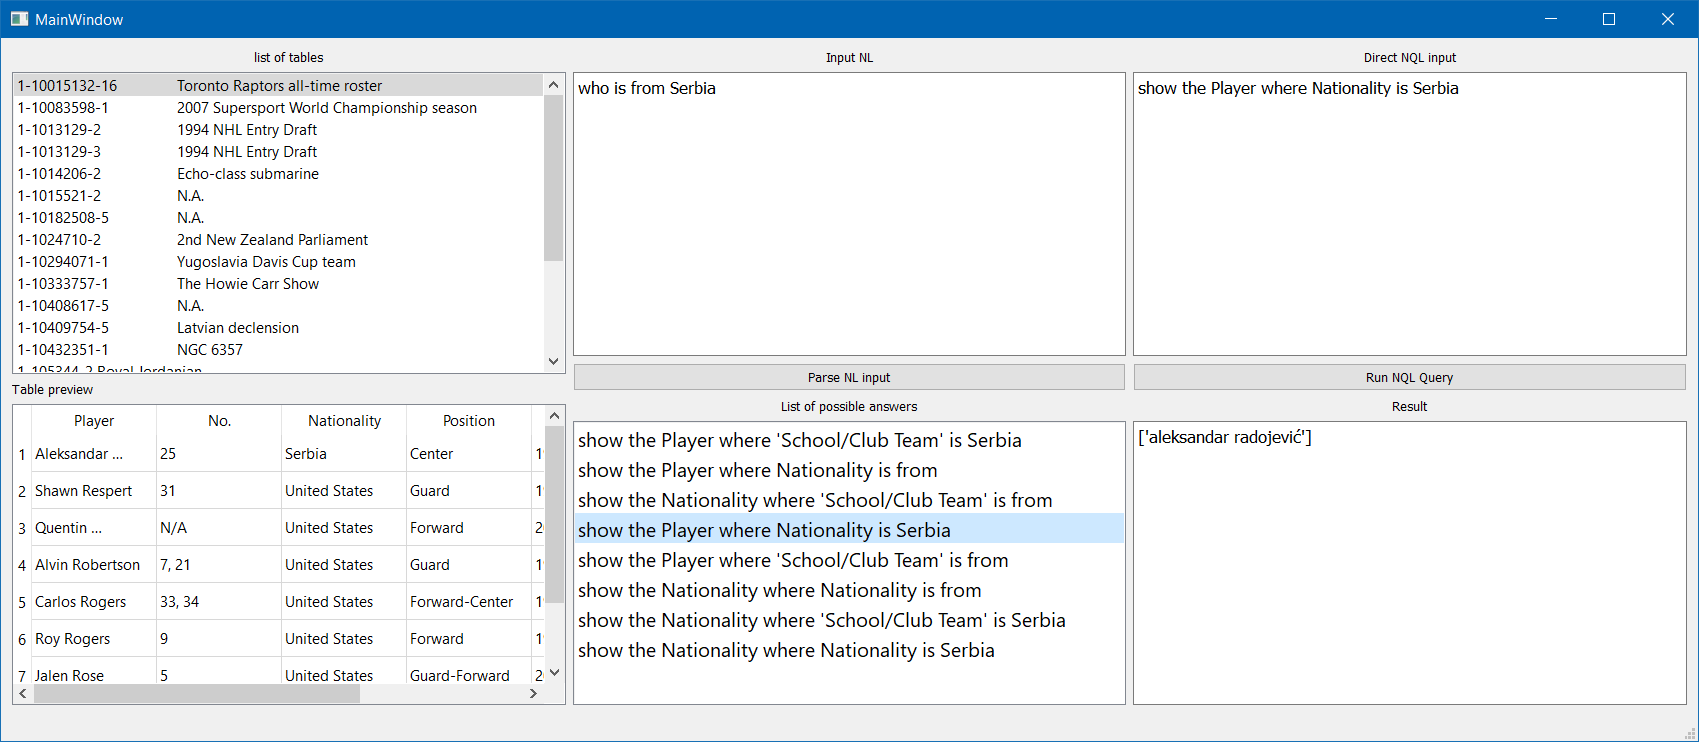 MainWindow
list of tables
1-10015132-16 Toronto Raptors all-time roster
1-10083598-1 2007 Supersport World Championship season
1-1013129-2 1994 NHL Entry Draft
1-1013129-3 1994 NHL Entry Draft
1-1014206-2 Echo-class submarine
1-1015521-2 N.A.
1-10182508-5 N.A.
1-1024710-2 2nd New Zealand Parliament
1-10294071-1 Yugoslavia Davis Cup team
1-10333757-1 The Howie Carr Show
1-10408617-5 N.A.
1-10409754-5 Latvian declension
1-10432351-1 NGC 6357
1-105344-2 Royal Jordanian
Table preview
Player No. Nationality Position
1 Aleksandar ... 25 Serbia Center
2 Shawn Respert 31 United States Guard
3 Quentin ... N/A United States Forward
4 Alvin Robertson 7, 21 United States Guard
5 Carlos Rogers 33, 34 United States Forward-Center
6 Roy Rogers 9 United States Forward
7 Jalen Rose 5 United States Guard-Forward
Input NL
who is from Serbia
Parse NL input
List of possible answers
show the Player where 'School/Club Team' is Serbia
show the Player where Nationality is from
show the Nationality where 'School/Club Team' is from
show the Player where Nationality is Serbia
show the Player where 'School/Club Team' is from
show the Nationality where Nationality is from
show the Nationality where 'School/Club Team' is Serbia
show the Nationality where Nationality is Serbia
Direct NQL input
show the Player where Nationality is Serbia
Run NQL Query
Result
['aleksandar radojević']